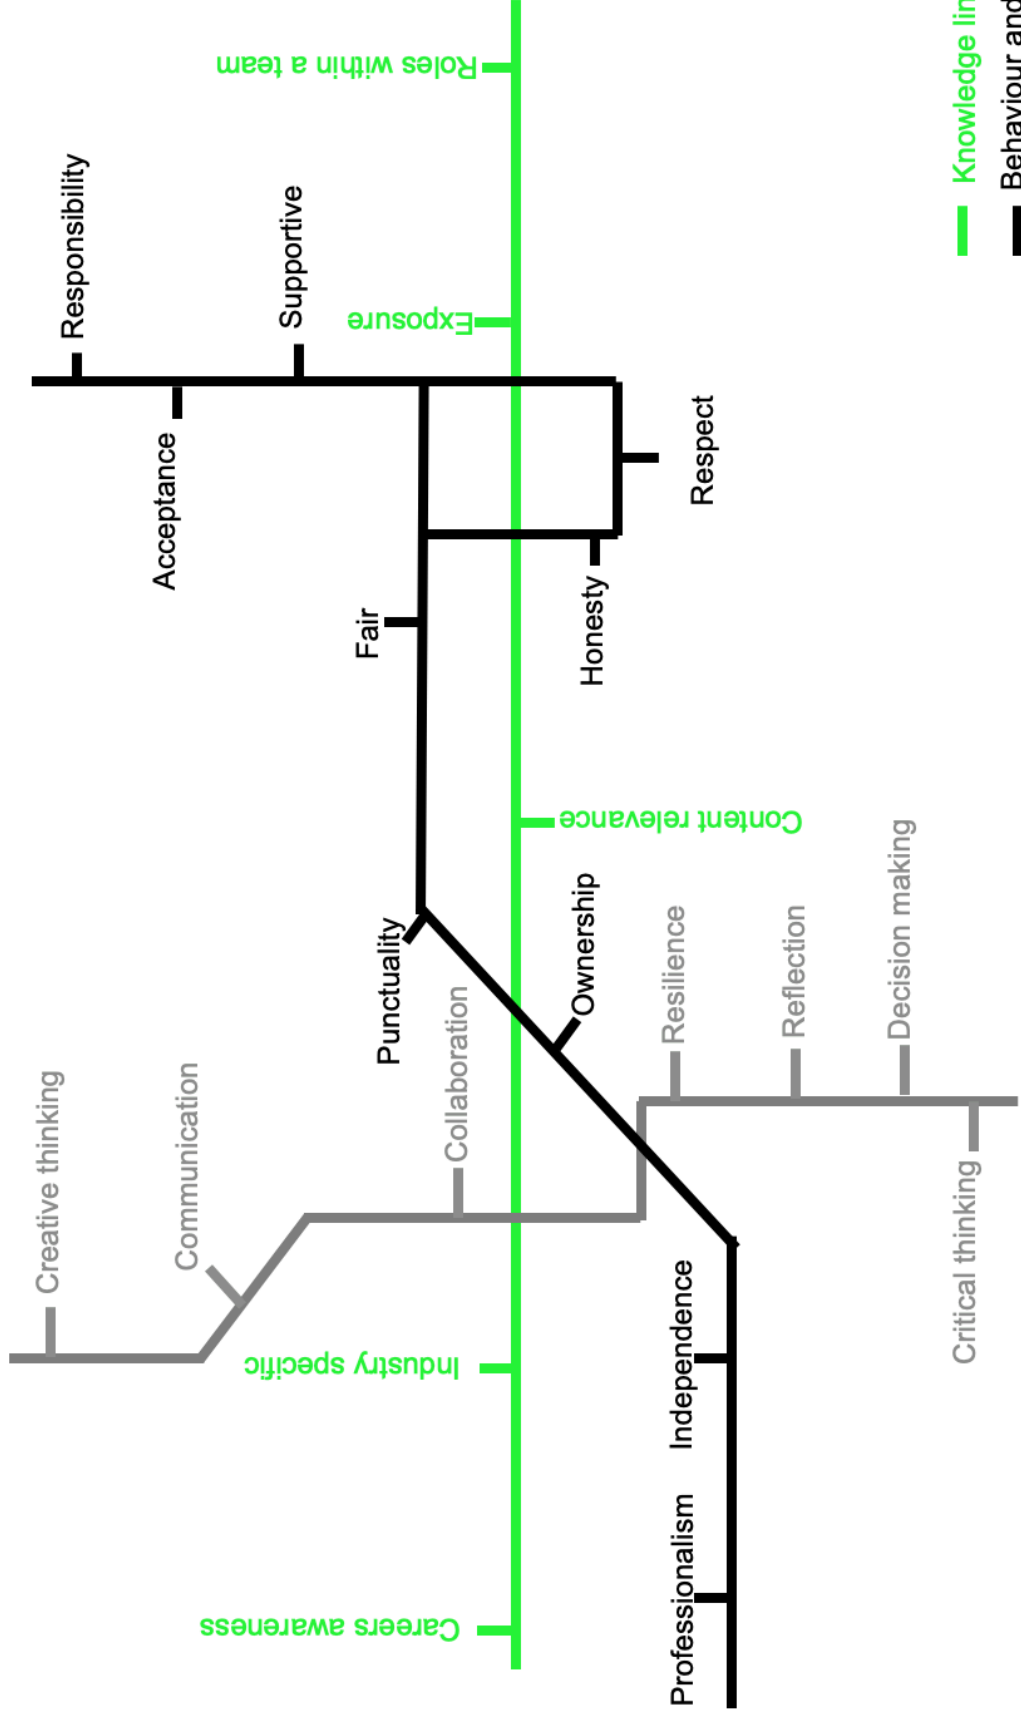 Roles within a team
Responsibility
Supportive
Exposure
Acceptance
Respect
Fair
Honesty
Content relevance
Punctuality
Ownership
Resilience
Reflection
Decision making
Collaboration
Creative thinking
Communication
Critical thinking
Industry specific
Independence
Professionalism
Careers awareness
Knowledge lin
Behaviour and